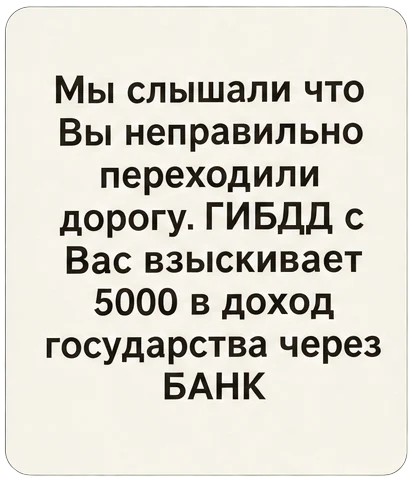 Мы слышали что
Вы неправильно
переходили
дорогу. ГИБДД с
Вас взыскивает
5000 в доход
государства через
БАНК